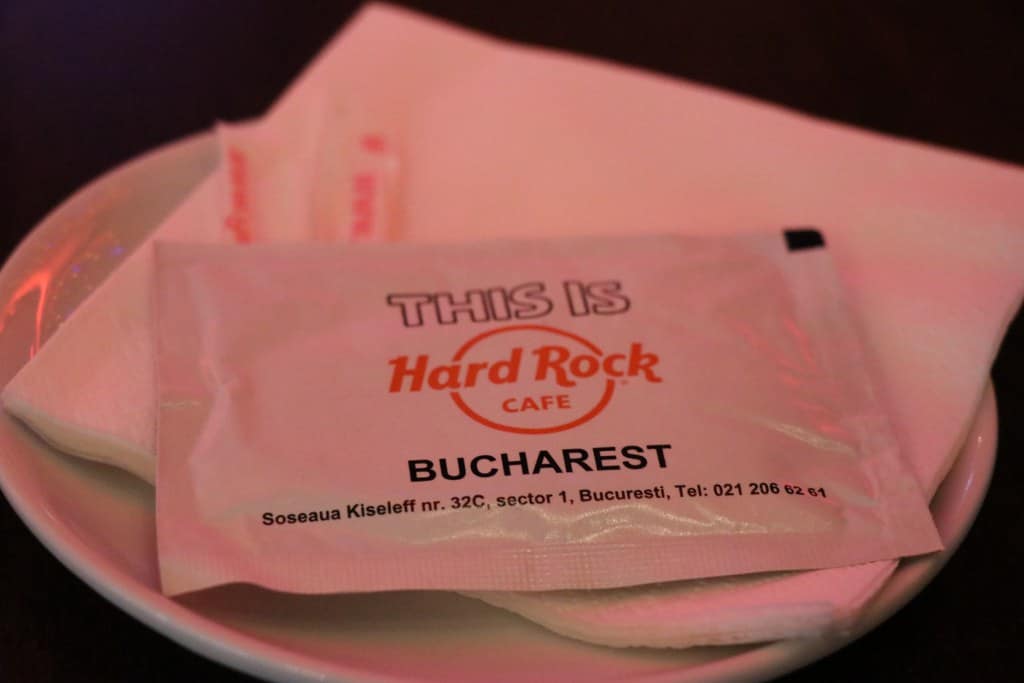 THIS IS
Hard Rock
CAFE
BUCHAREST
Soseaua Kiseleff nr. 32C, sector 1, Bucuresti, Tel: 021 206 62 61